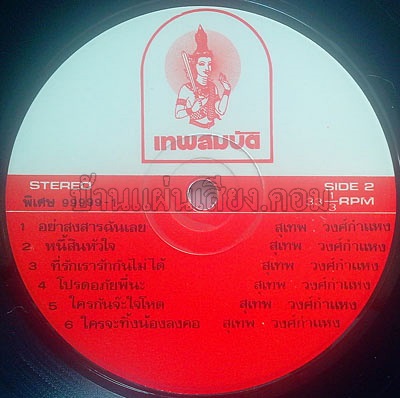 เทพสมบัติ
STEREO
SIDE 2
พิเศษ 99999-1
33 1/3 RPM
บ้านแผ่นเสียง.คอม
1 อย่าสงสารฉันเลย สุเทพ วงศ์กำแหง
2 หนี้สินหัวใจ สุเทพ วงศ์กำแหง
3 ที่รักเรารักกันไม่ได้ สุเทพ วงศ์กำแหง
4 โปรดอภัยพี่นะ สุเทพ วงศ์กำแหง
5 ใครกันจะใจโหด สุเทพ วงศ์กำแหง
6 ใครจะทิ้งน้องลงคอ สุเทพ วงศ์กำแหง